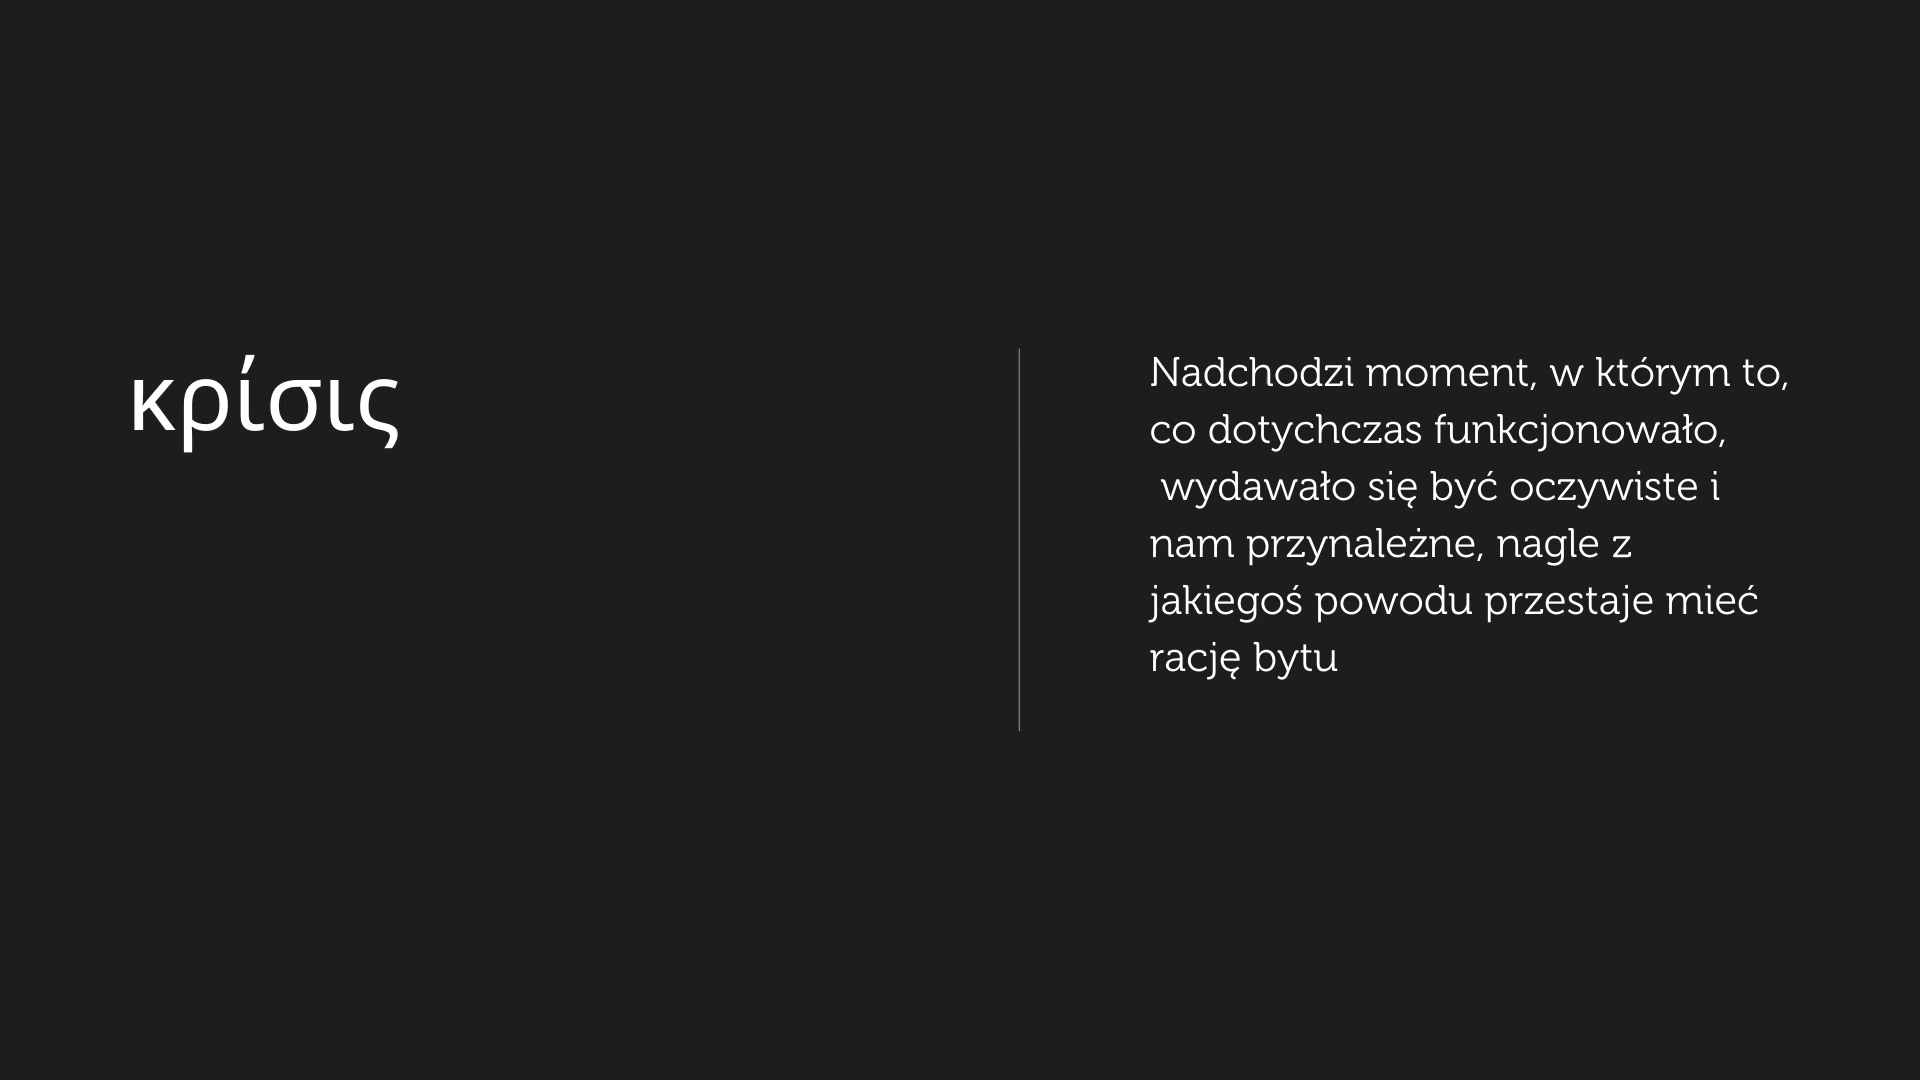 κρίσις
Nadchodzi moment, w którym to,
co dotychczas funkcjonowało,
wydawało się być oczywiste i
nam przynależne, nagle z
jakiegoś powodu przestaje mieć
rację bytu